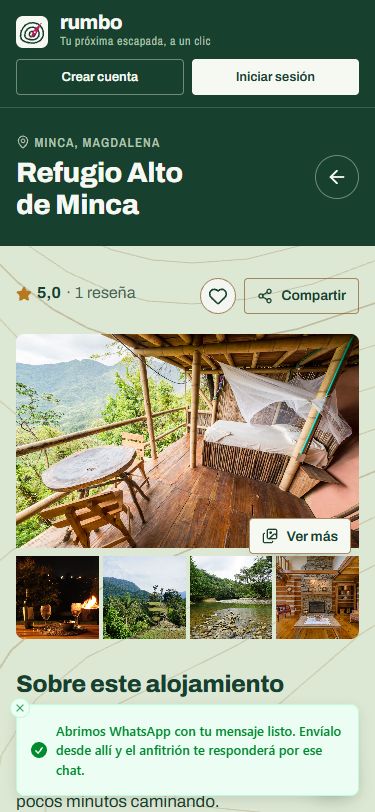 rumbo
Tu próxima escapada, a un clic
Crear cuenta
Iniciar sesión
MINCA, MAGDALENA
Refugio Alto
de Minca
5,0 · 1 reseña
Compartir
Ver más
Sobre este alojamiento
Abrimos WhatsApp con tu mensaje listo. Envíalo
desde allí y el anfitrión te responderá por ese
chat.
pocos minutos caminando.